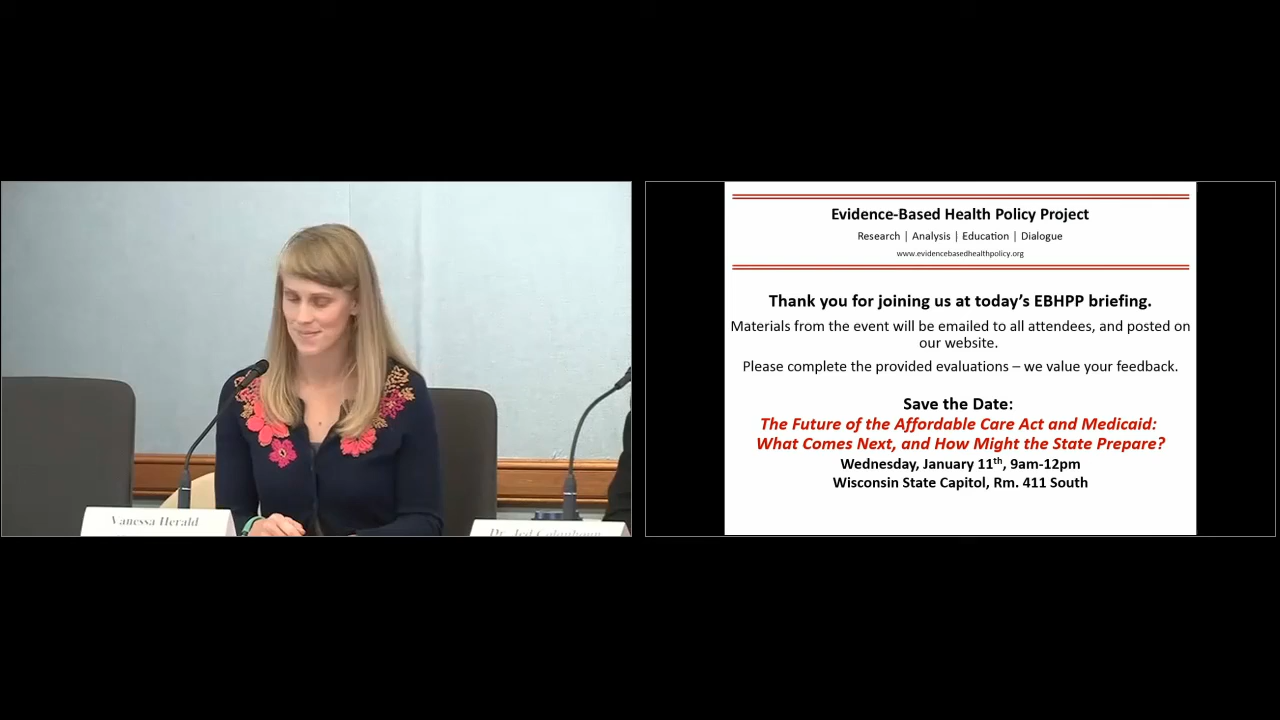 Vanessa Herald
Dr. Jed Colquhoun
Evidence-Based Health Policy Project
Research | Analysis | Education | Dialogue
www.evidencebasedhealthpolicy.org
Thank you for joining us at today's EBHPP briefing.
Materials from the event will be emailed to all attendees, and posted on
our website.
Please complete the provided evaluations – we value your feedback.
Save the Date:
The Future of the Affordable Care Act and Medicaid:
What Comes Next, and How Might the State Prepare?
Wednesday, January 11th, 9am-12pm
Wisconsin State Capitol, Rm. 411 South